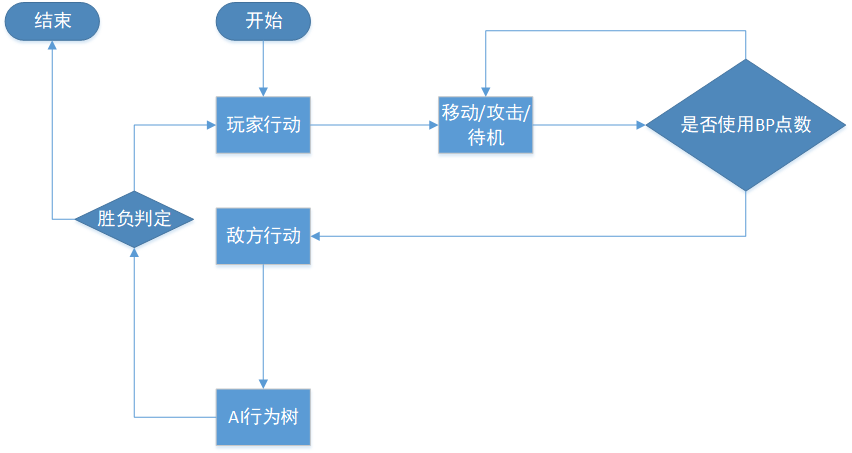 结束
开始
玩家行动
移动/攻击/
待机
是否使用BP点数
胜负判定
敌方行动
AI行为树